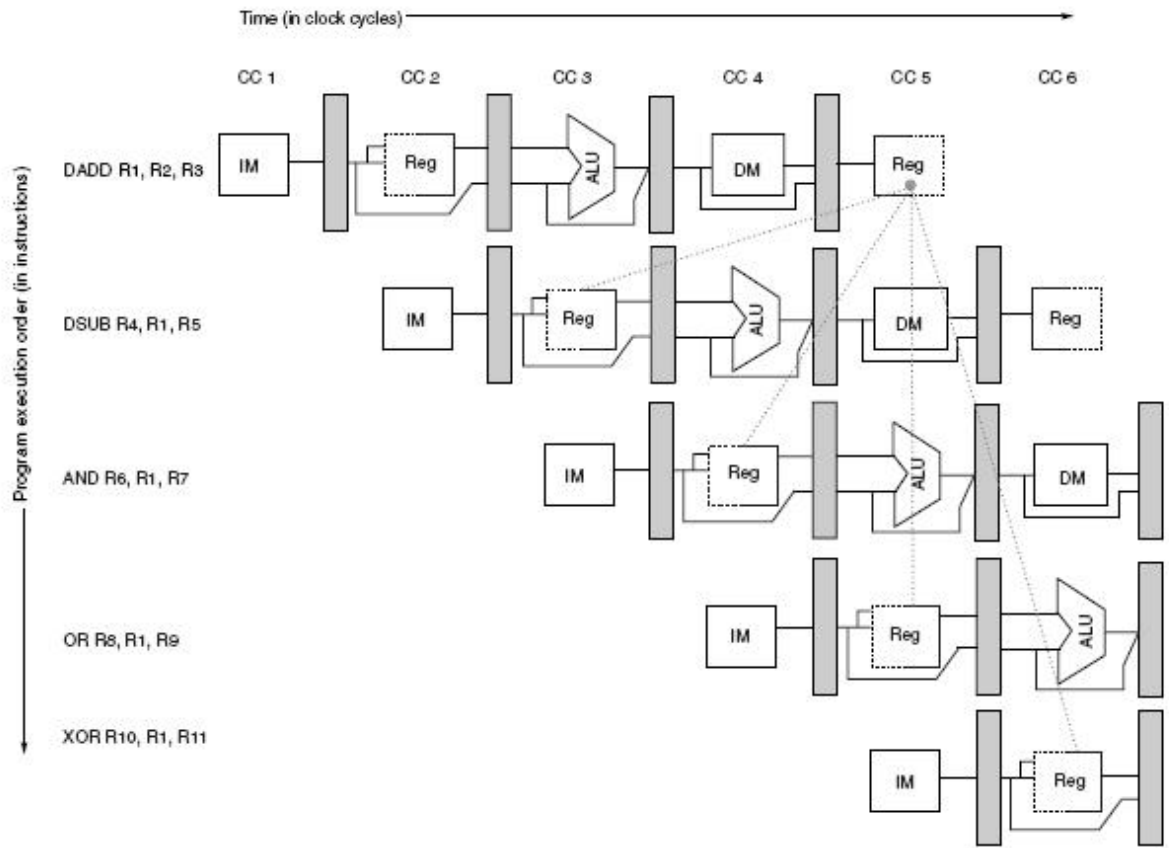 Time (in clock cycles)
CC 1 CC 2 CC 3 CC 4 CC 5 CC 6
Program execution order (in instructions)
DADD R1, R2, R3 IM Reg ALU DM Reg
DSUB R4, R1, R5 IM Reg ALU DM Reg
AND R6, R1, R7 IM Reg ALU DM
OR R8, R1, R9 IM Reg ALU
XOR R10, R1, R11 IM Reg